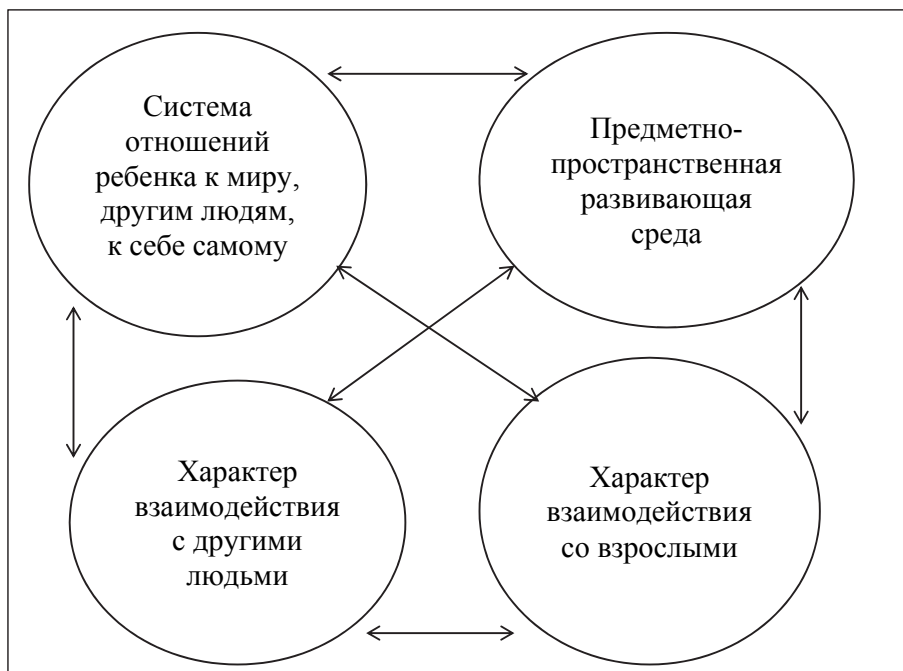 Система
отношений
ребенка к миру,
другим людям,
к себе самому
Предметно-
пространственная
развивающая
среда
Характер
взаимодействия
с другими
людьми
Характер
взаимодействия
со взрослыми